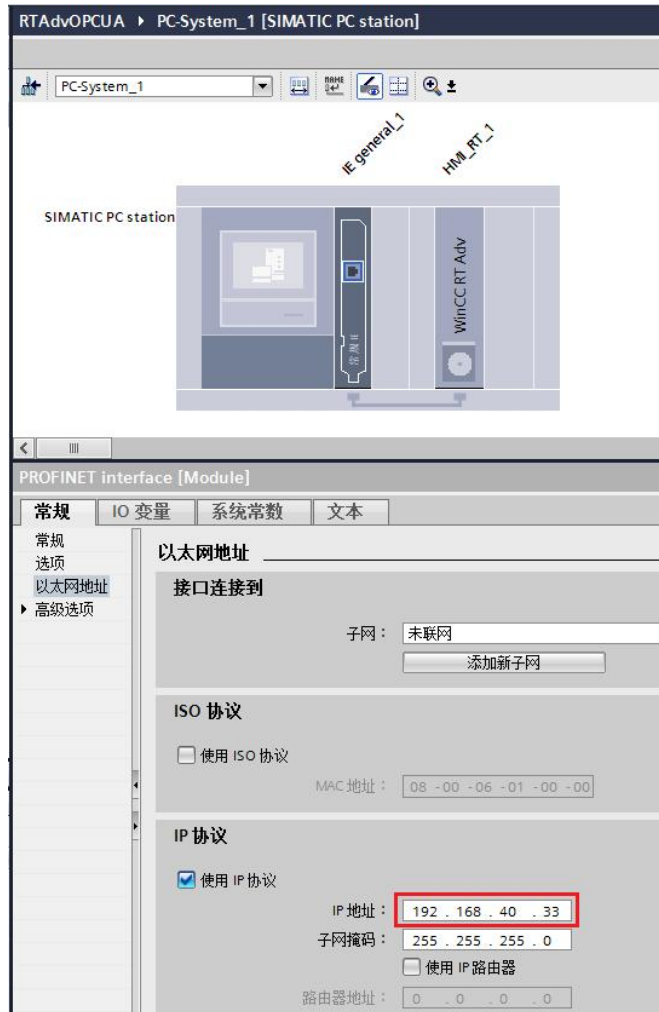 RTAdvOPCUA ▸ PC-System_1 [SIMATIC PC station]
PC-System_1
IE general_1
HMI_RT_1
SIMATIC PC station
常规 IE
WinCC RT Adv
PROFINET interface [Module]
常规 IO 变量 系统常数 文本
常规
选项
以太网地址
高级选项
以太网地址
接口连接到
子网： 未联网
添加新子网
ISO 协议
使用 ISO 协议
MAC 地址： 08 -00 -06 -01 -00 -00
IP 协议
使用 IP 协议
IP 地址： 192 . 168 . 40 . 33
子网掩码： 255 . 255 . 255 . 0
使用 IP 路由器
路由器地址： 0 . 0 . 0 . 0